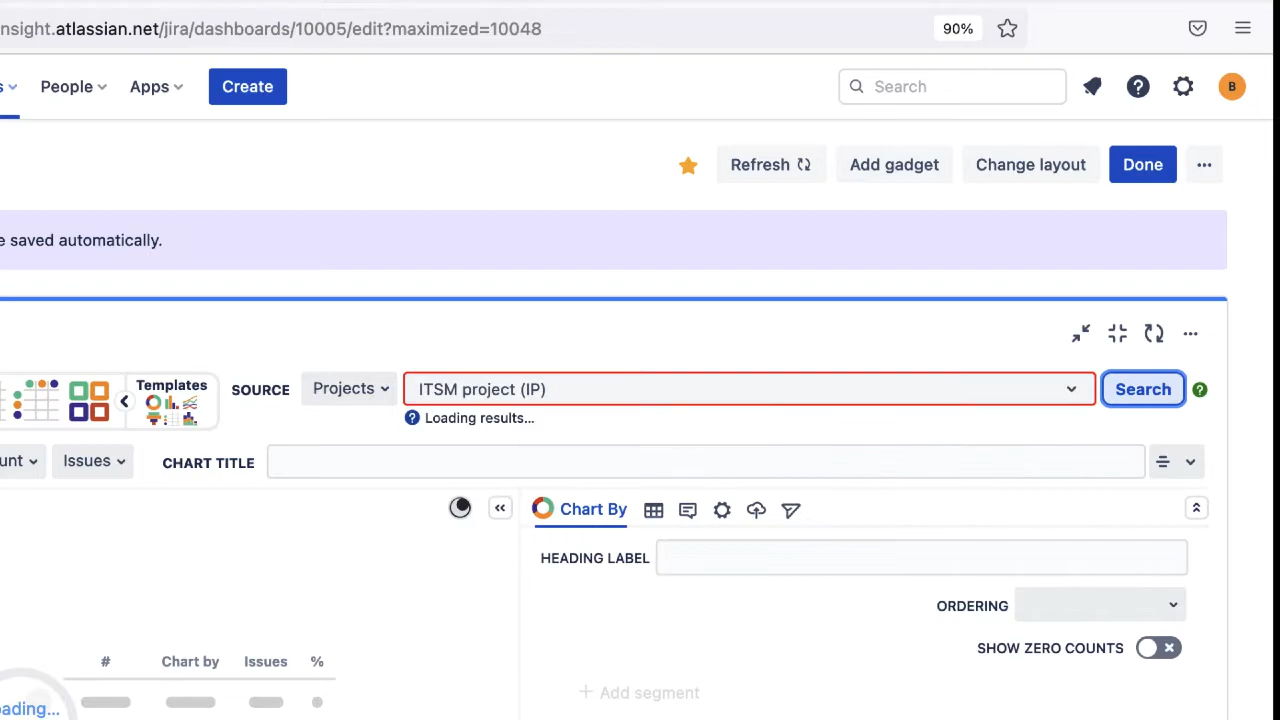 nsight.atlassian.net/jira/dashboards/10005/edit?maximized=10048
90%
s
People
Apps
Create
Search
B
Refresh
Add gadget
Change layout
Done
e saved automatically.
Templates
SOURCE
Projects
ITSM project (IP)
Search
Loading results...
unt
Issues
CHART TITLE
Chart By
HEADING LABEL
ORDERING
SHOW ZERO COUNTS
# Chart by Issues %
+ Add segment
ading...